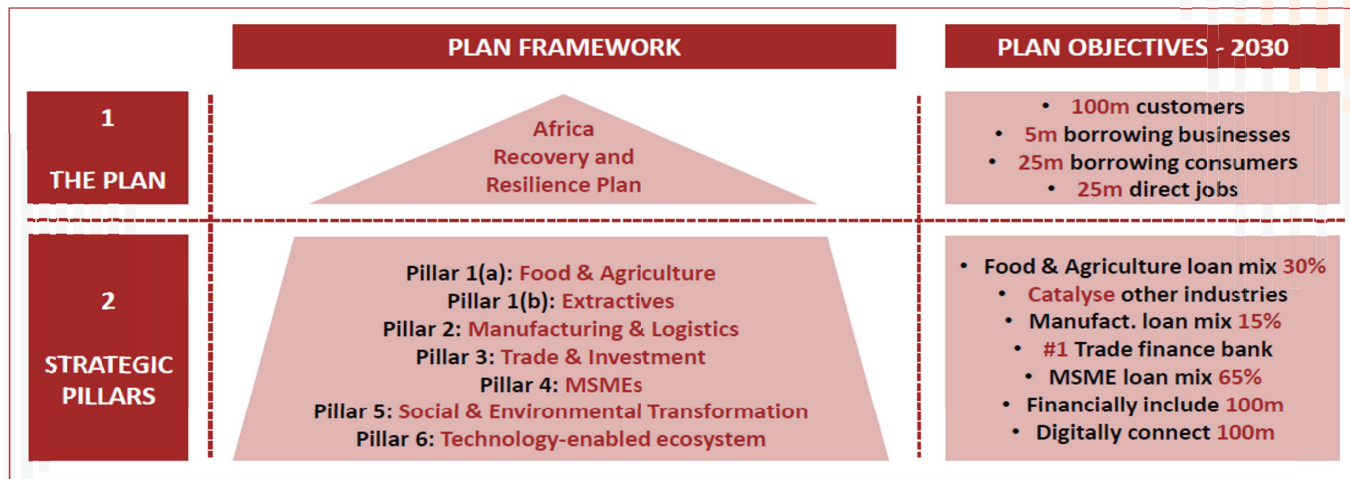 PLAN FRAMEWORK
PLAN OBJECTIVES - 2030
1
THE PLAN
Africa
Recovery and
Resilience Plan
• 100m customers
• 5m borrowing businesses
• 25m borrowing consumers
• 25m direct jobs
2
STRATEGIC
PILLARS
Pillar 1(a): Food & Agriculture
Pillar 1(b): Extractives
Pillar 2: Manufacturing & Logistics
Pillar 3: Trade & Investment
Pillar 4: MSMEs
Pillar 5: Social & Environmental Transformation
Pillar 6: Technology-enabled ecosystem
• Food & Agriculture loan mix 30%
• Catalyse other industries
• Manufact. loan mix 15%
• #1 Trade finance bank
• MSME loan mix 65%
• Financially include 100m
• Digitally connect 100m